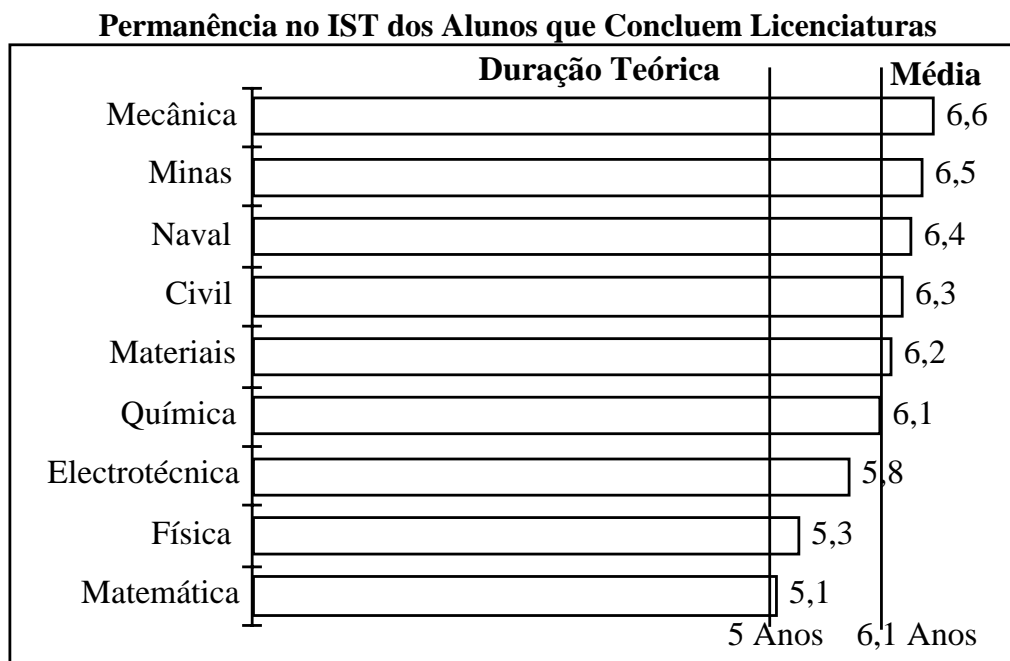 Permanência no IST dos Alunos que Concluem Licenciaturas
Duração Teórica
Média
Mecânica 6,6
Minas 6,5
Naval 6,4
Civil 6,3
Materiais 6,2
Química 6,1
Electrotécnica 5,8
Física 5,3
Matemática 5,1
5 Anos 6,1 Anos